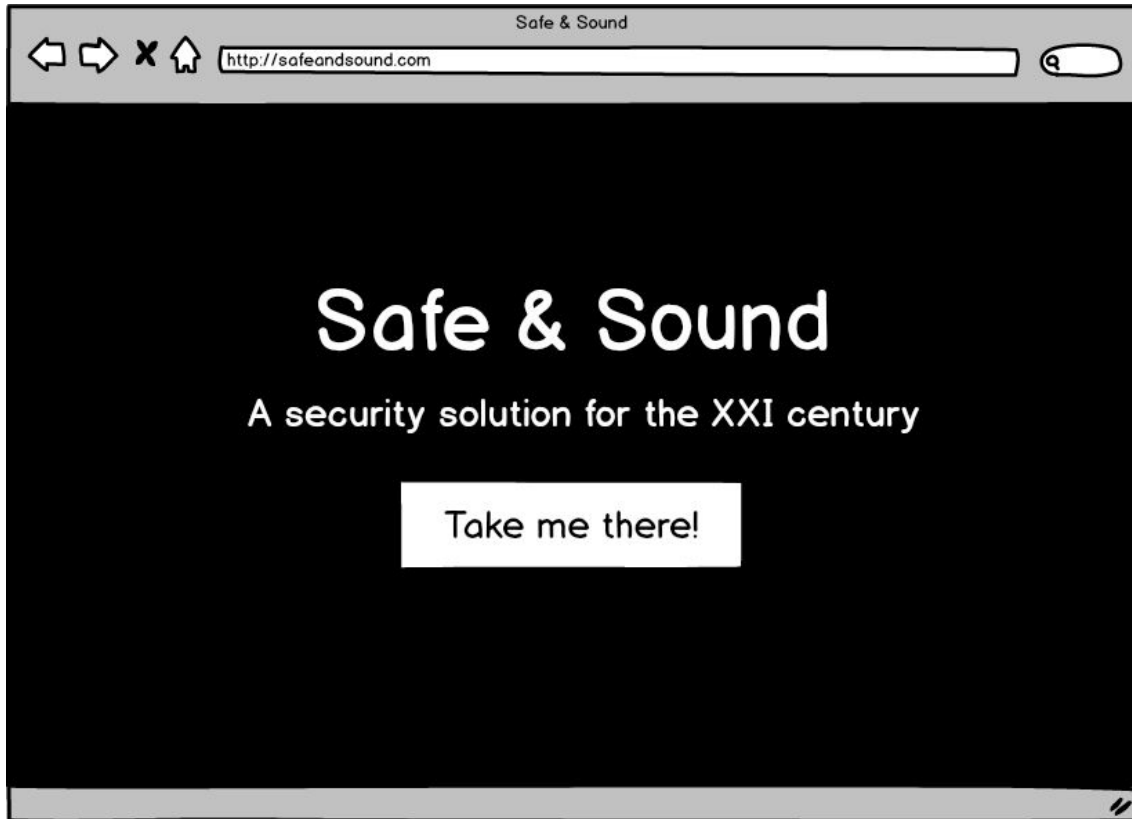 Safe & Sound
http://safeandsound.com
Safe & Sound
A security solution for the XXI century
Take me there!